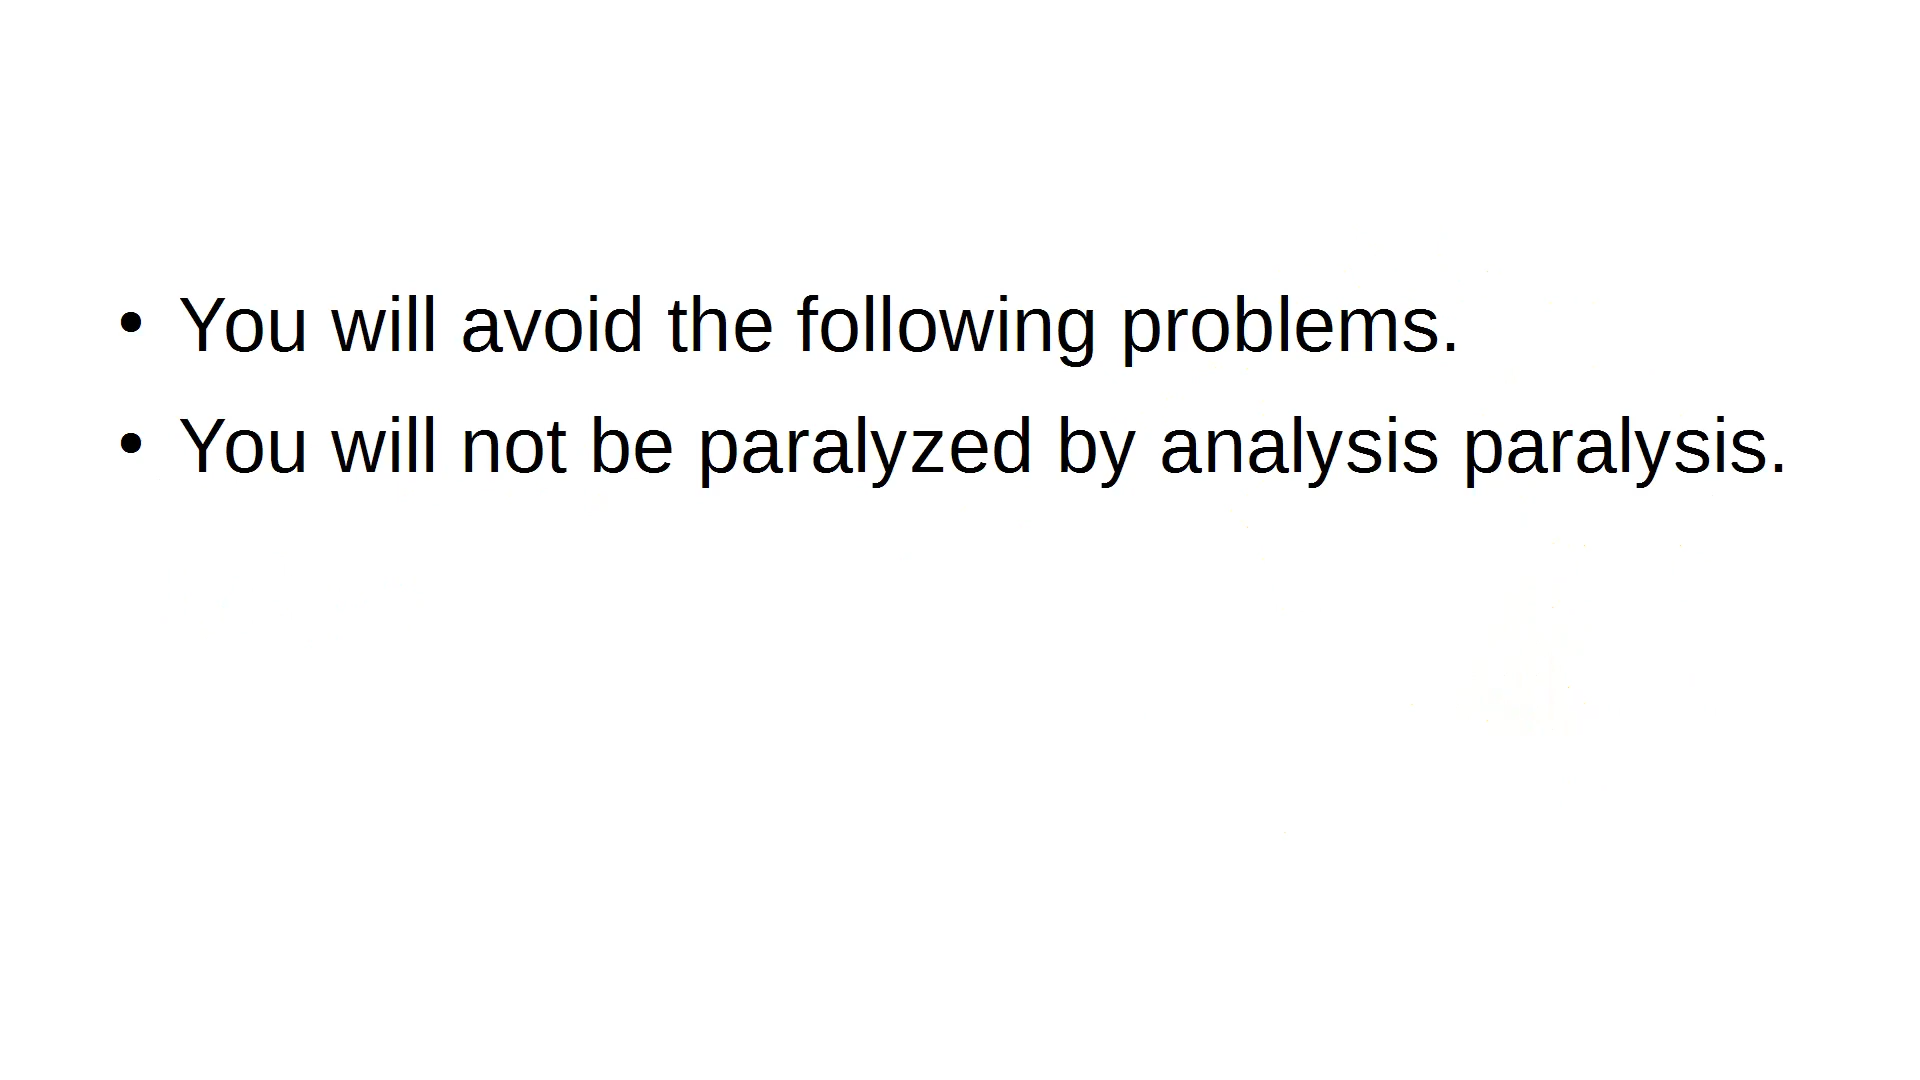 • You will avoid the following problems.
• You will not be paralyzed by analysis paralysis.